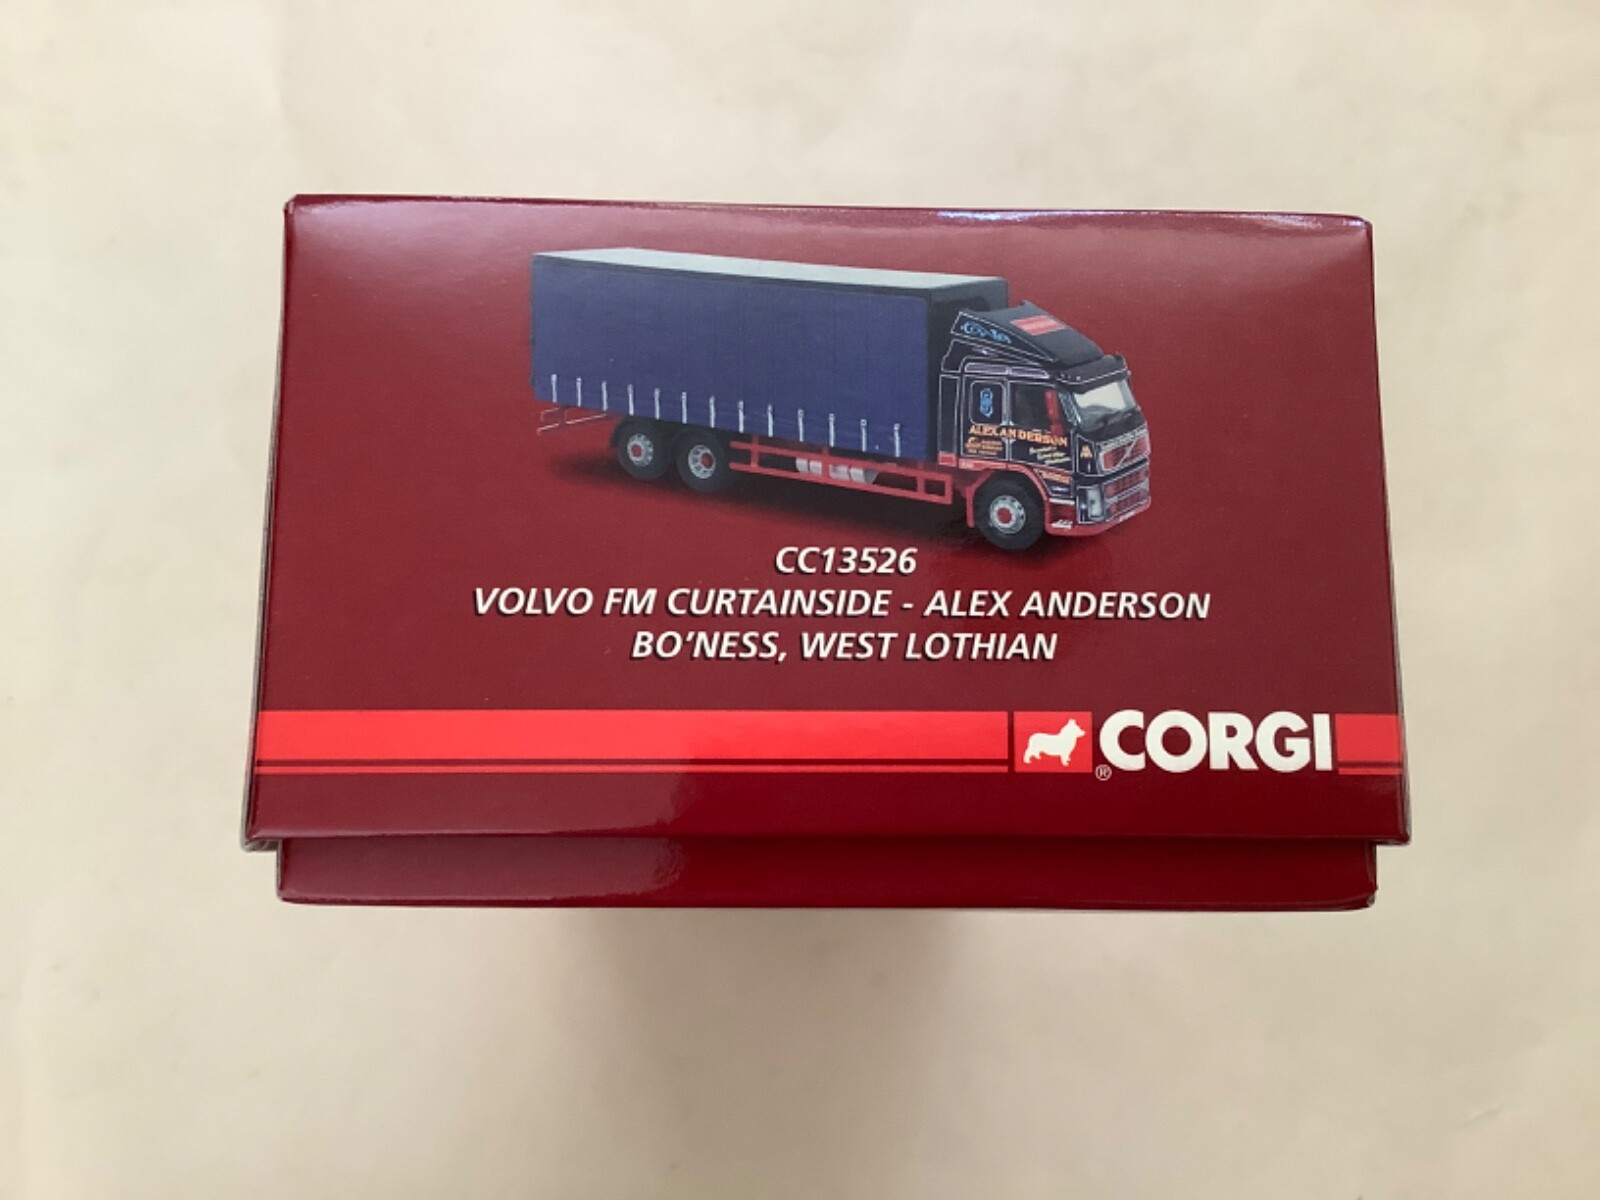 ALEX ANDERSON
CC13526
VOLVO FM CURTAINSIDE - ALEX ANDERSON
BO'NESS, WEST LOTHIAN
CORGI
®